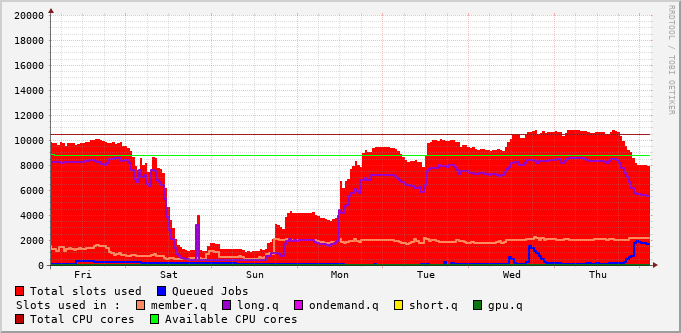 20000
18000
16000
14000
12000
10000
8000
6000
4000
2000
0
Fri Sat Sun Mon Tue Wed Thu
RRDTOOL / TOBI OETIKER
Total slots used Queued Jobs
Slots used in : member.q long.q ondemand.q short.q gpu.q
Total CPU cores Available CPU cores